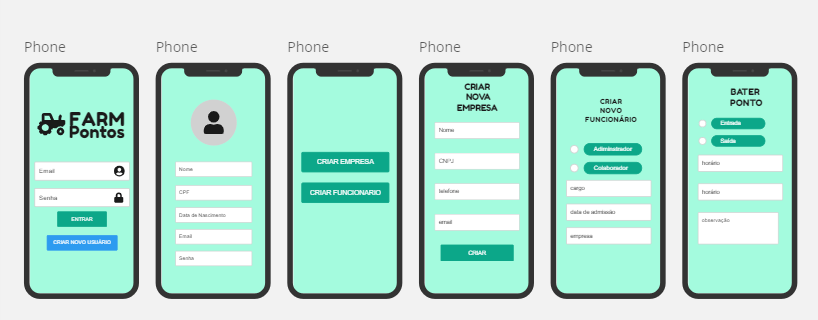 Phone
FARM
Pontos
Email
Senha
ENTRAR
CRIAR NOVO USUÁRIO
Phone
Nome
CPF
Data de Nascimento
Email
Senha
Phone
CRIAR EMPRESA
CRIAR FUNCIONARIO
Phone
CRIAR
NOVA
EMPRESA
Nome
CNPJ
telefone
email
CRIAR
Phone
CRIAR
NOVO
FUNCIONÁRIO
Adiministrador
Colaborador
cargo
data de admissão
empresa
Phone
BATER
PONTO
Entrada
Saída
horário
horário
observação